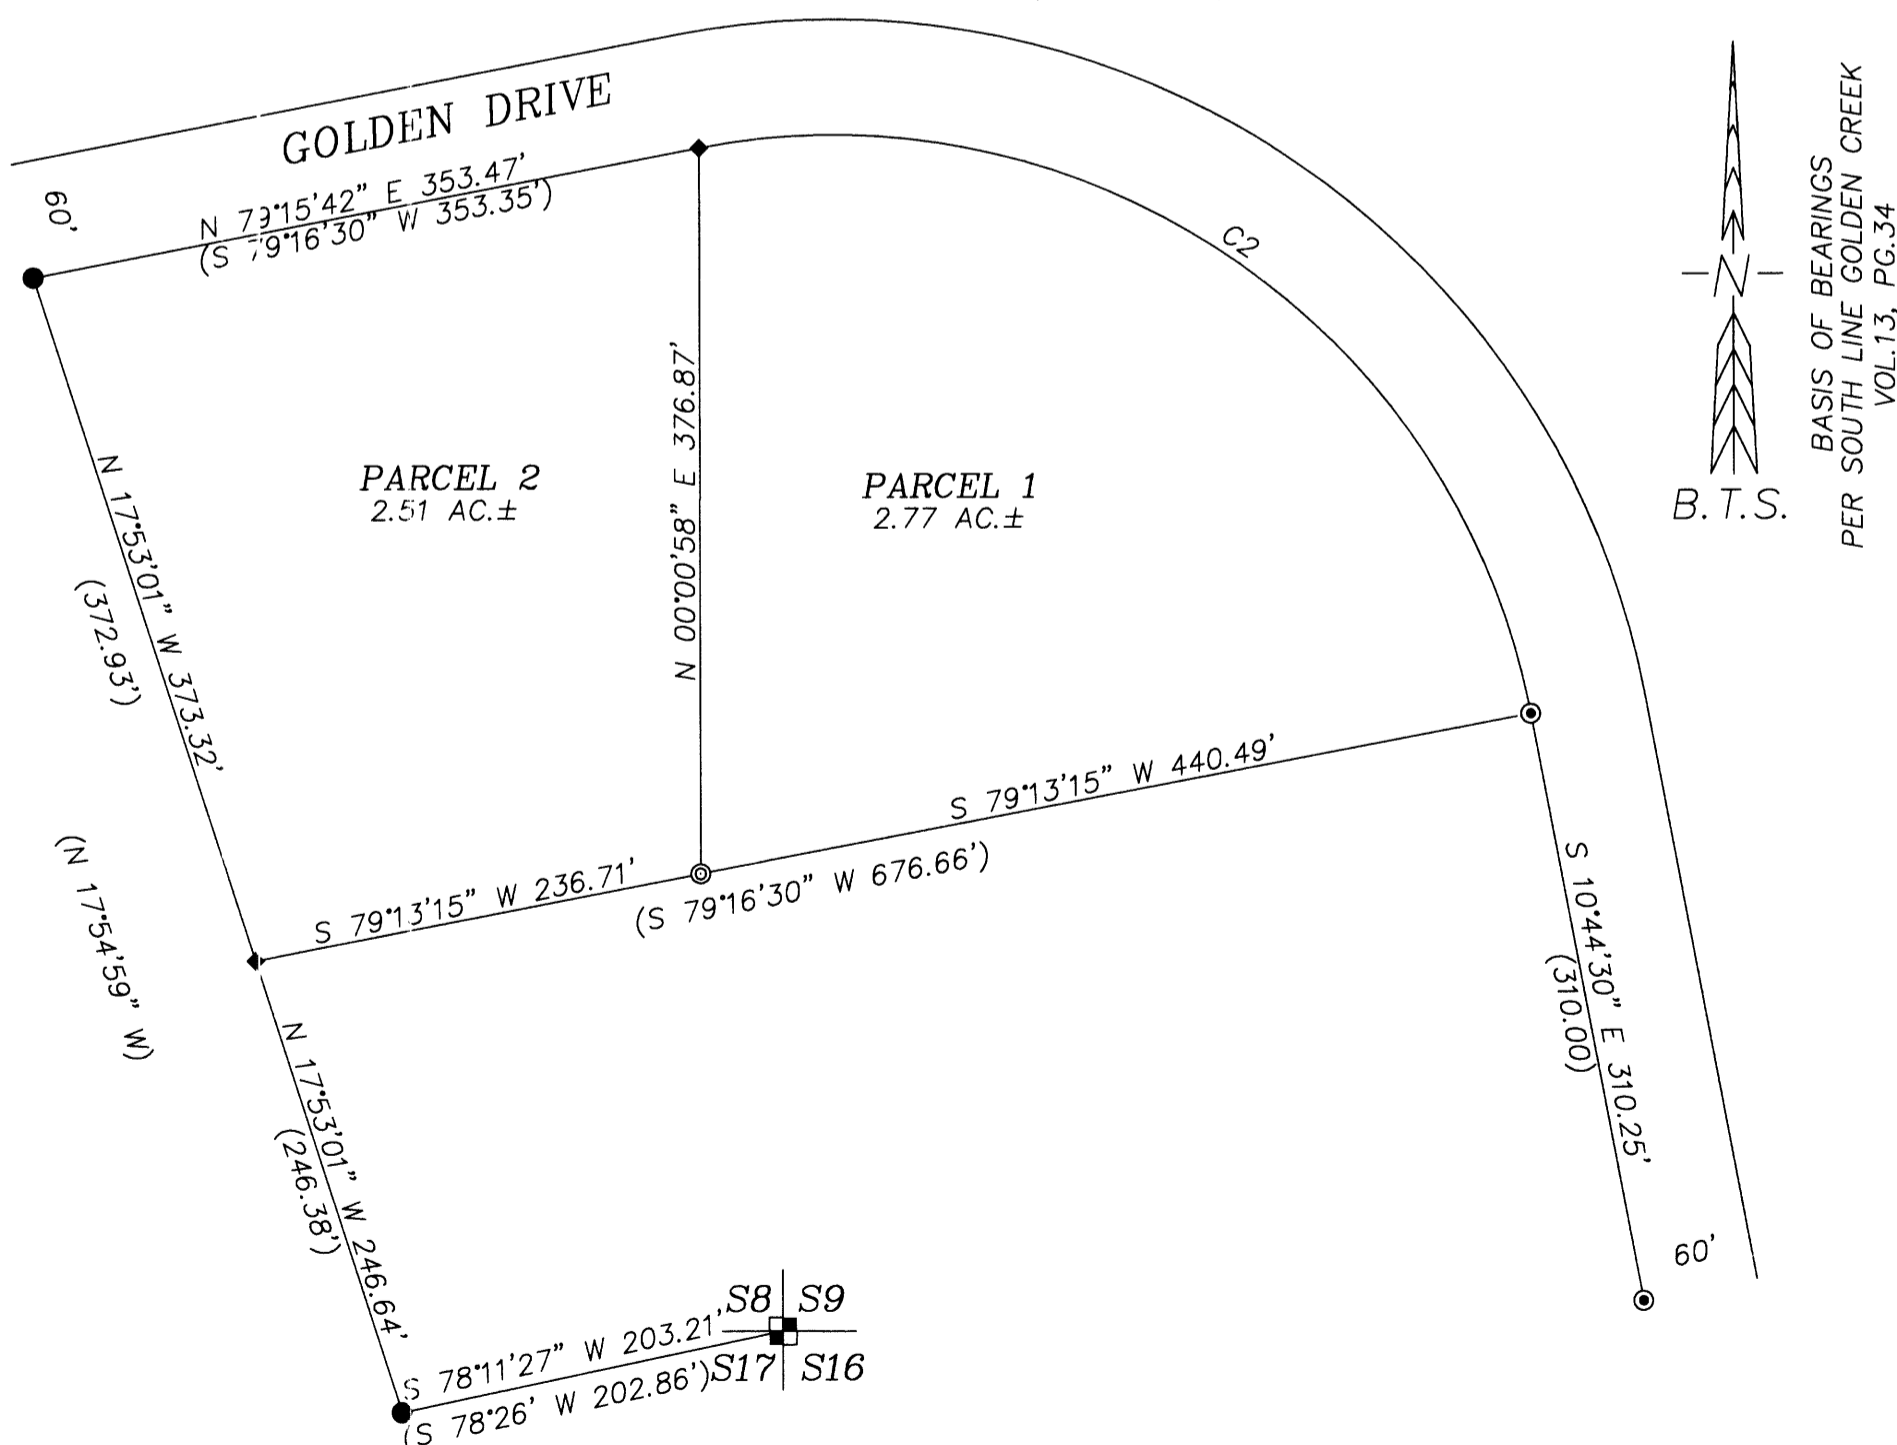 GOLDEN DRIVE
60'
N 79°15'42" E 353.47'
(S 79°16'30" W 353.35')
C2
N 17°53'01" W 373.32'
(372.93')
(N 17°54'59" W)
PARCEL 2
2.51 AC.±
N 00°00'58" E 376.87'
PARCEL 1
2.77 AC.±
S 79°13'15" W 440.49'
S 79°13'15" W 236.71'
(S 79°16'30" W 676.66')
N 17°53'01" W 246.64'
(246.38')
S 10°44'30" E 310.25'
(310.00)
60'
S 78°11'27" W 203.21'
(S 78°26' W 202.86')
S8
S9
S17
S16
N
B.T.S.
BASIS OF BEARINGS
PER SOUTH LINE GOLDEN CREEK
VOL.13, PG.34